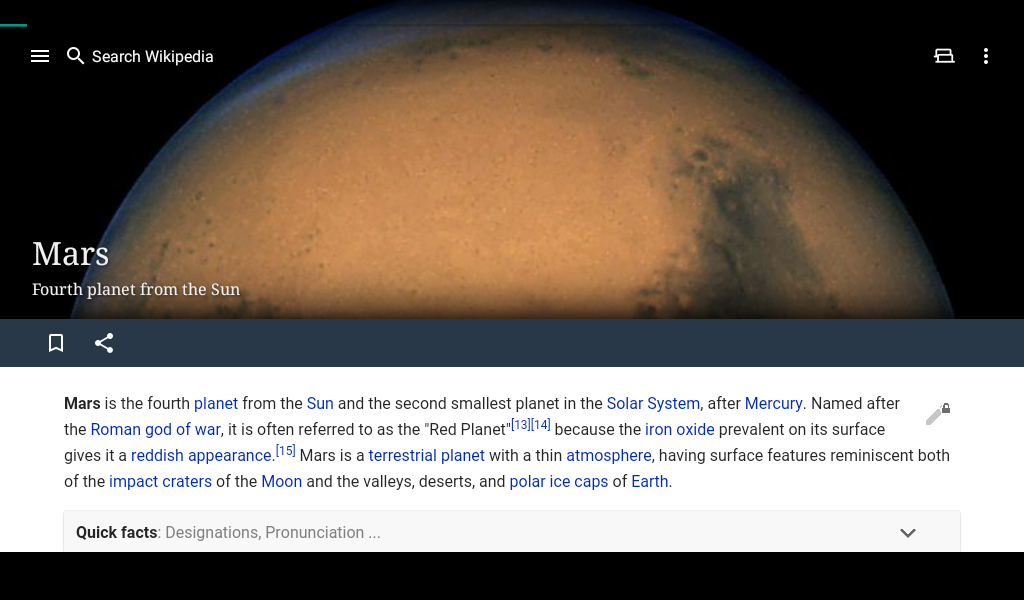 Search Wikipedia
Mars
Fourth planet from the Sun
Mars is the fourth planet from the Sun and the second smallest planet in the Solar System, after Mercury. Named after
the Roman god of war, it is often referred to as the "Red Planet"[13][14] because the iron oxide prevalent on its surface
gives it a reddish appearance.[15] Mars is a terrestrial planet with a thin atmosphere, having surface features reminiscent both
of the impact craters of the Moon and the valleys, deserts, and polar ice caps of Earth.
Quick facts: Designations, Pronunciation ...